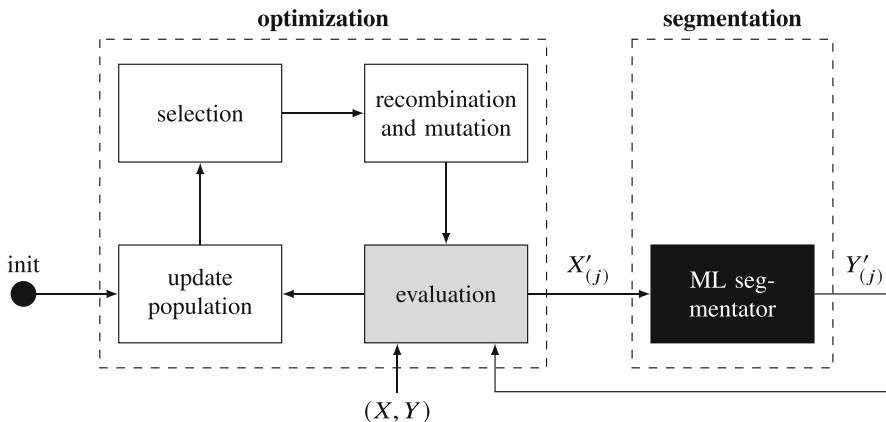 optimization
segmentation
selection
recombination
and mutation
init
update
population
evaluation
X′(j)
ML seg-
mentator
Y′(j)
(X, Y)